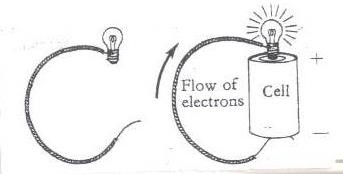 Flow of
electrons
Cell
+
—